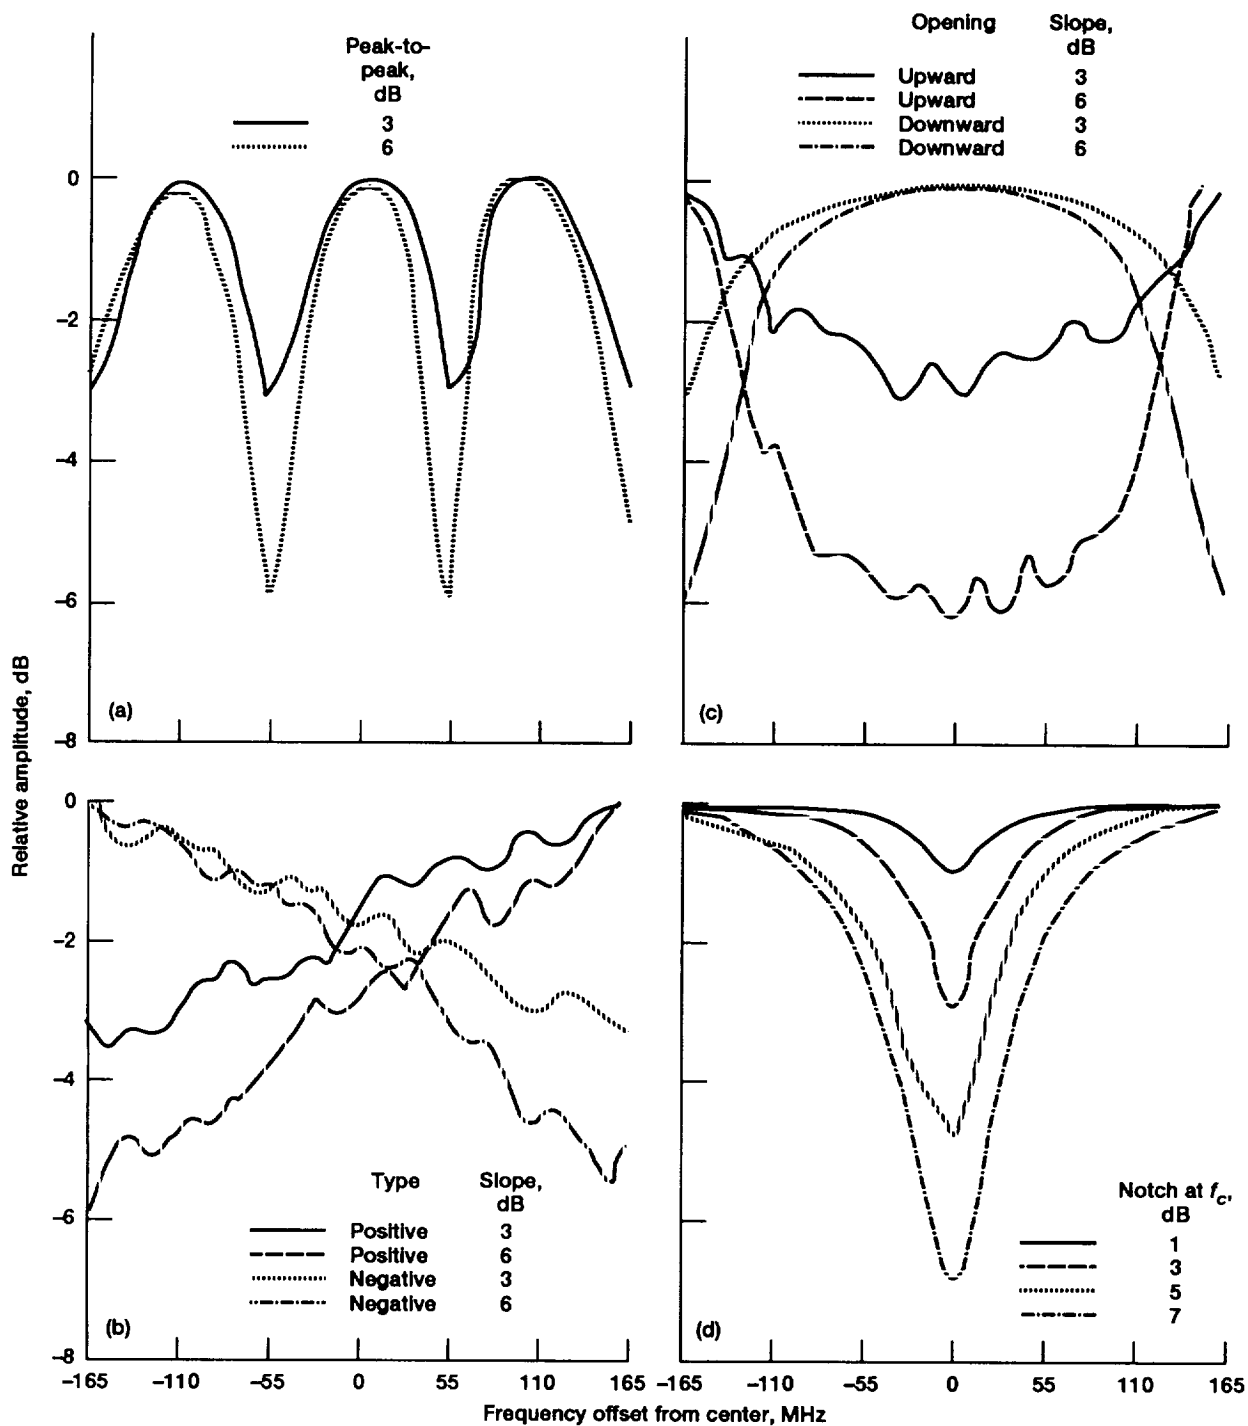 Peak-to-
peak,
dB
3
6
0
−2
−4
−6
−8
(a)
Opening Slope,
dB
Upward 3
Upward 6
Downward 3
Downward 6
(c)
Relative amplitude, dB
0
−2
−4
−6
−8
Type Slope,
dB
Positive 3
Positive 6
Negative 3
Negative 6
(b)
Notch at fc,
dB
1
3
5
7
(d)
−165 −110 −55 0 55 110 165
−110 −55 0 55 110 165
Frequency offset from center, MHz